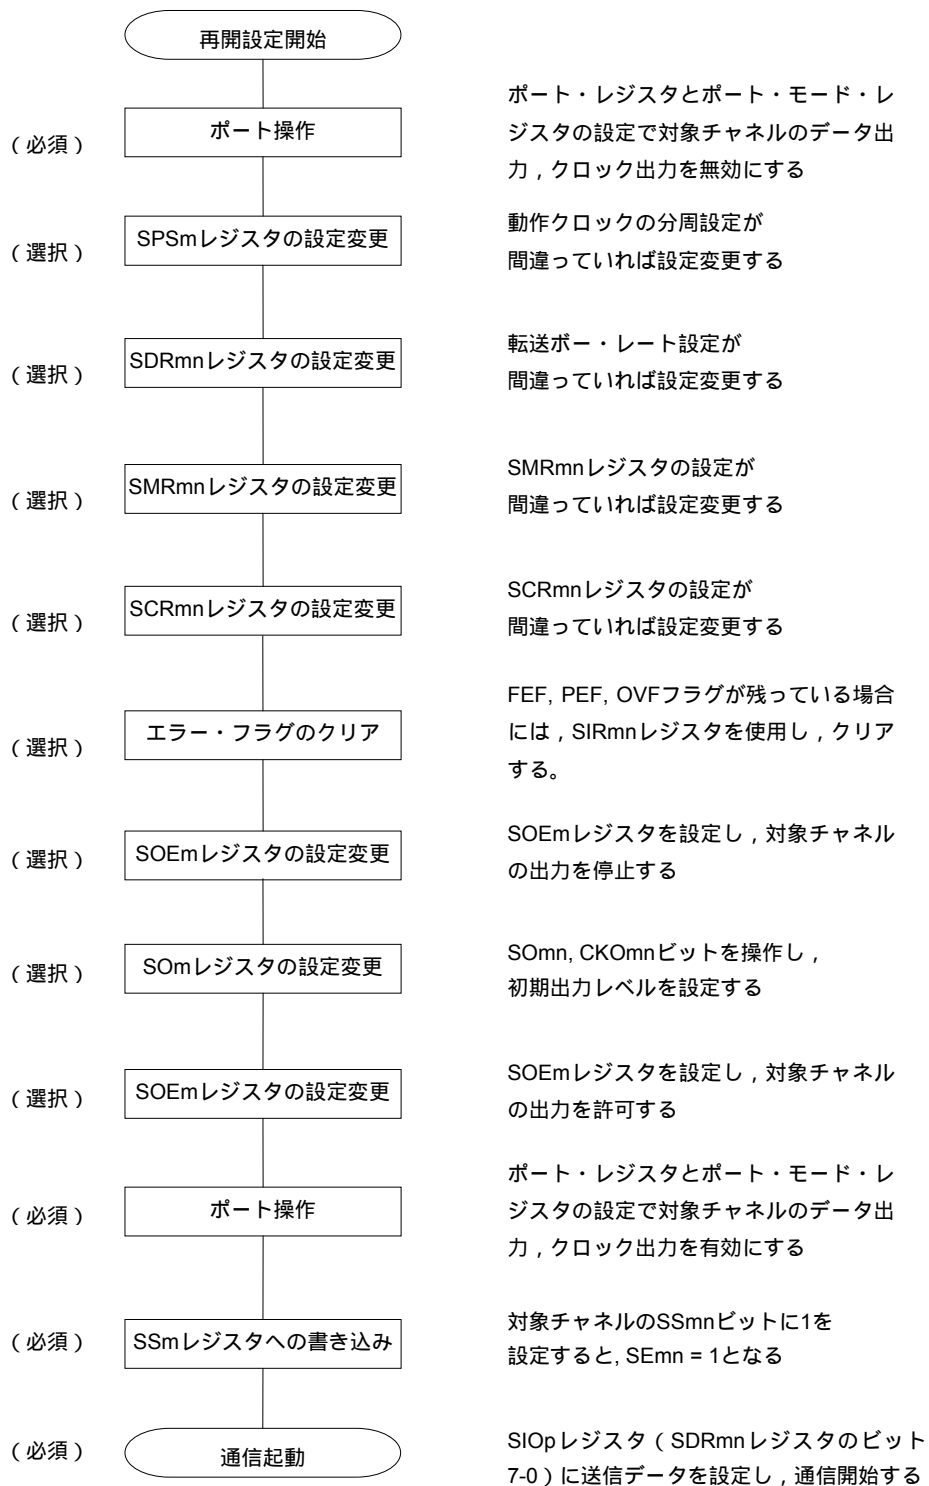 再開設定開始
(必須)
ポート操作
ポート・レジスタとポート・モード・レ
ジスタの設定で対象チャネルのデータ出
力,クロック出力を無効にする
(選択)
SPSmレジスタの設定変更
動作クロックの分周設定が
間違っていれば設定変更する
(選択)
SDRmnレジスタの設定変更
転送ボー・レート設定が
間違っていれば設定変更する
(選択)
SMRmnレジスタの設定変更
SMRmnレジスタの設定が
間違っていれば設定変更する
(選択)
SCRmnレジスタの設定変更
SCRmnレジスタの設定が
間違っていれば設定変更する
(選択)
エラー・フラグのクリア
FEF, PEF, OVFフラグが残っている場合
には,SIRmnレジスタを使用し,クリア
する。
(選択)
SOEmレジスタの設定変更
SOEmレジスタを設定し,対象チャネル
の出力を停止する
(選択)
SOmレジスタの設定変更
SOmn, CKOmnビットを操作し,
初期出力レベルを設定する
(選択)
SOEmレジスタの設定変更
SOEmレジスタを設定し,対象チャネル
の出力を許可する
(必須)
ポート操作
ポート・レジスタとポート・モード・レ
ジスタの設定で対象チャネルのデータ出
力,クロック出力を有効にする
(必須)
SSmレジスタへの書き込み
対象チャネルのSSmnビットに1を
設定すると, SEmn = 1となる
(必須)
通信起動
SIOpレジスタ(SDRmnレジスタのビット
7-0)に送信データを設定し,通信開始する